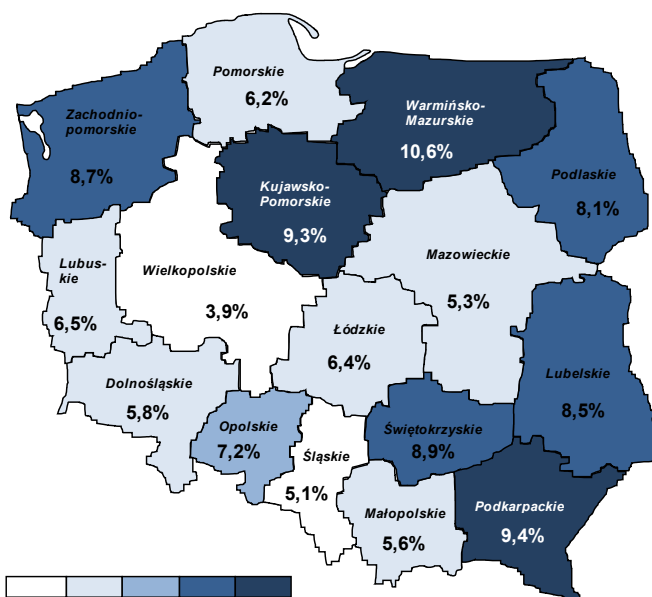 Pomorskie
6,2%
Warmińsko-
Mazurskie
10,6%
Zachodnio-
pomorskie
8,7%
Podlaskie
8,1%
Kujawsko-
Pomorskie
9,3%
Mazowieckie
5,3%
Lubus-
kie
6,5%
Wielkopolskie
3,9%
Łódzkie
6,4%
Lubelskie
8,5%
Dolnośląskie
5,8%
Opolskie
7,2%
Śląskie
5,1%
Świętokrzyskie
8,9%
Małopolskie
5,6%
Podkarpackie
9,4%